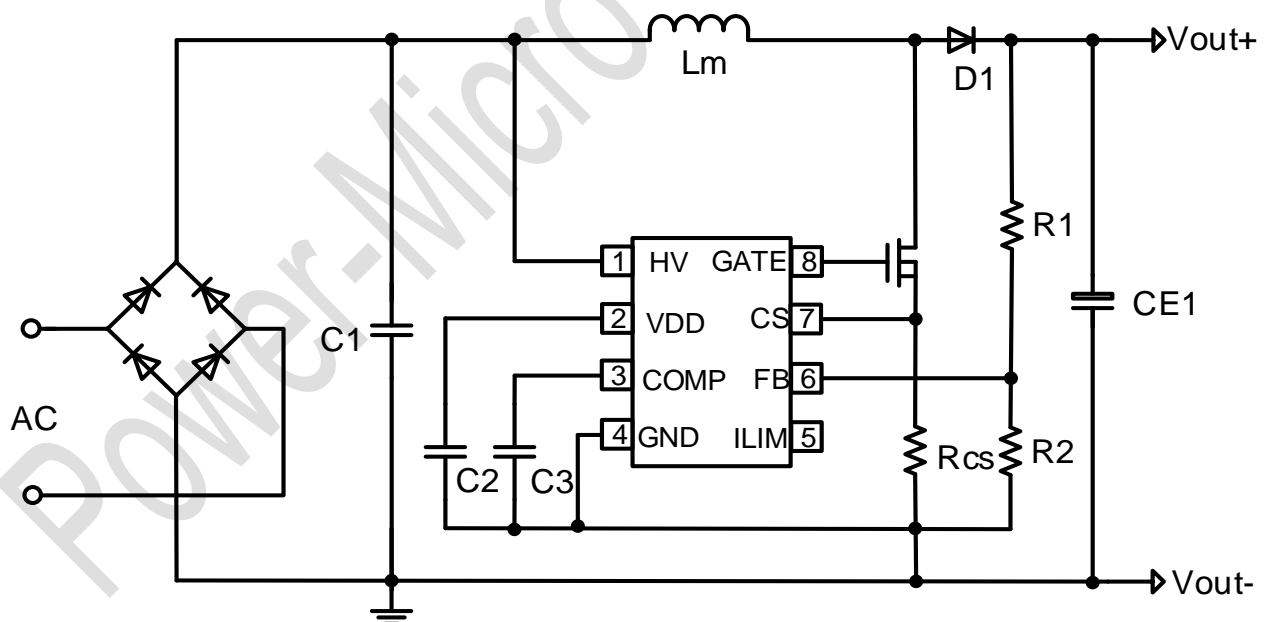 Power-Micro
Vout+
Lm
D1
R1
1 HV GATE 8
2 VDD CS 7
CE1
C1
3 COMP FB 6
AC
4 GND ILIM 5
Rcs R2
C2 C3
Vout-